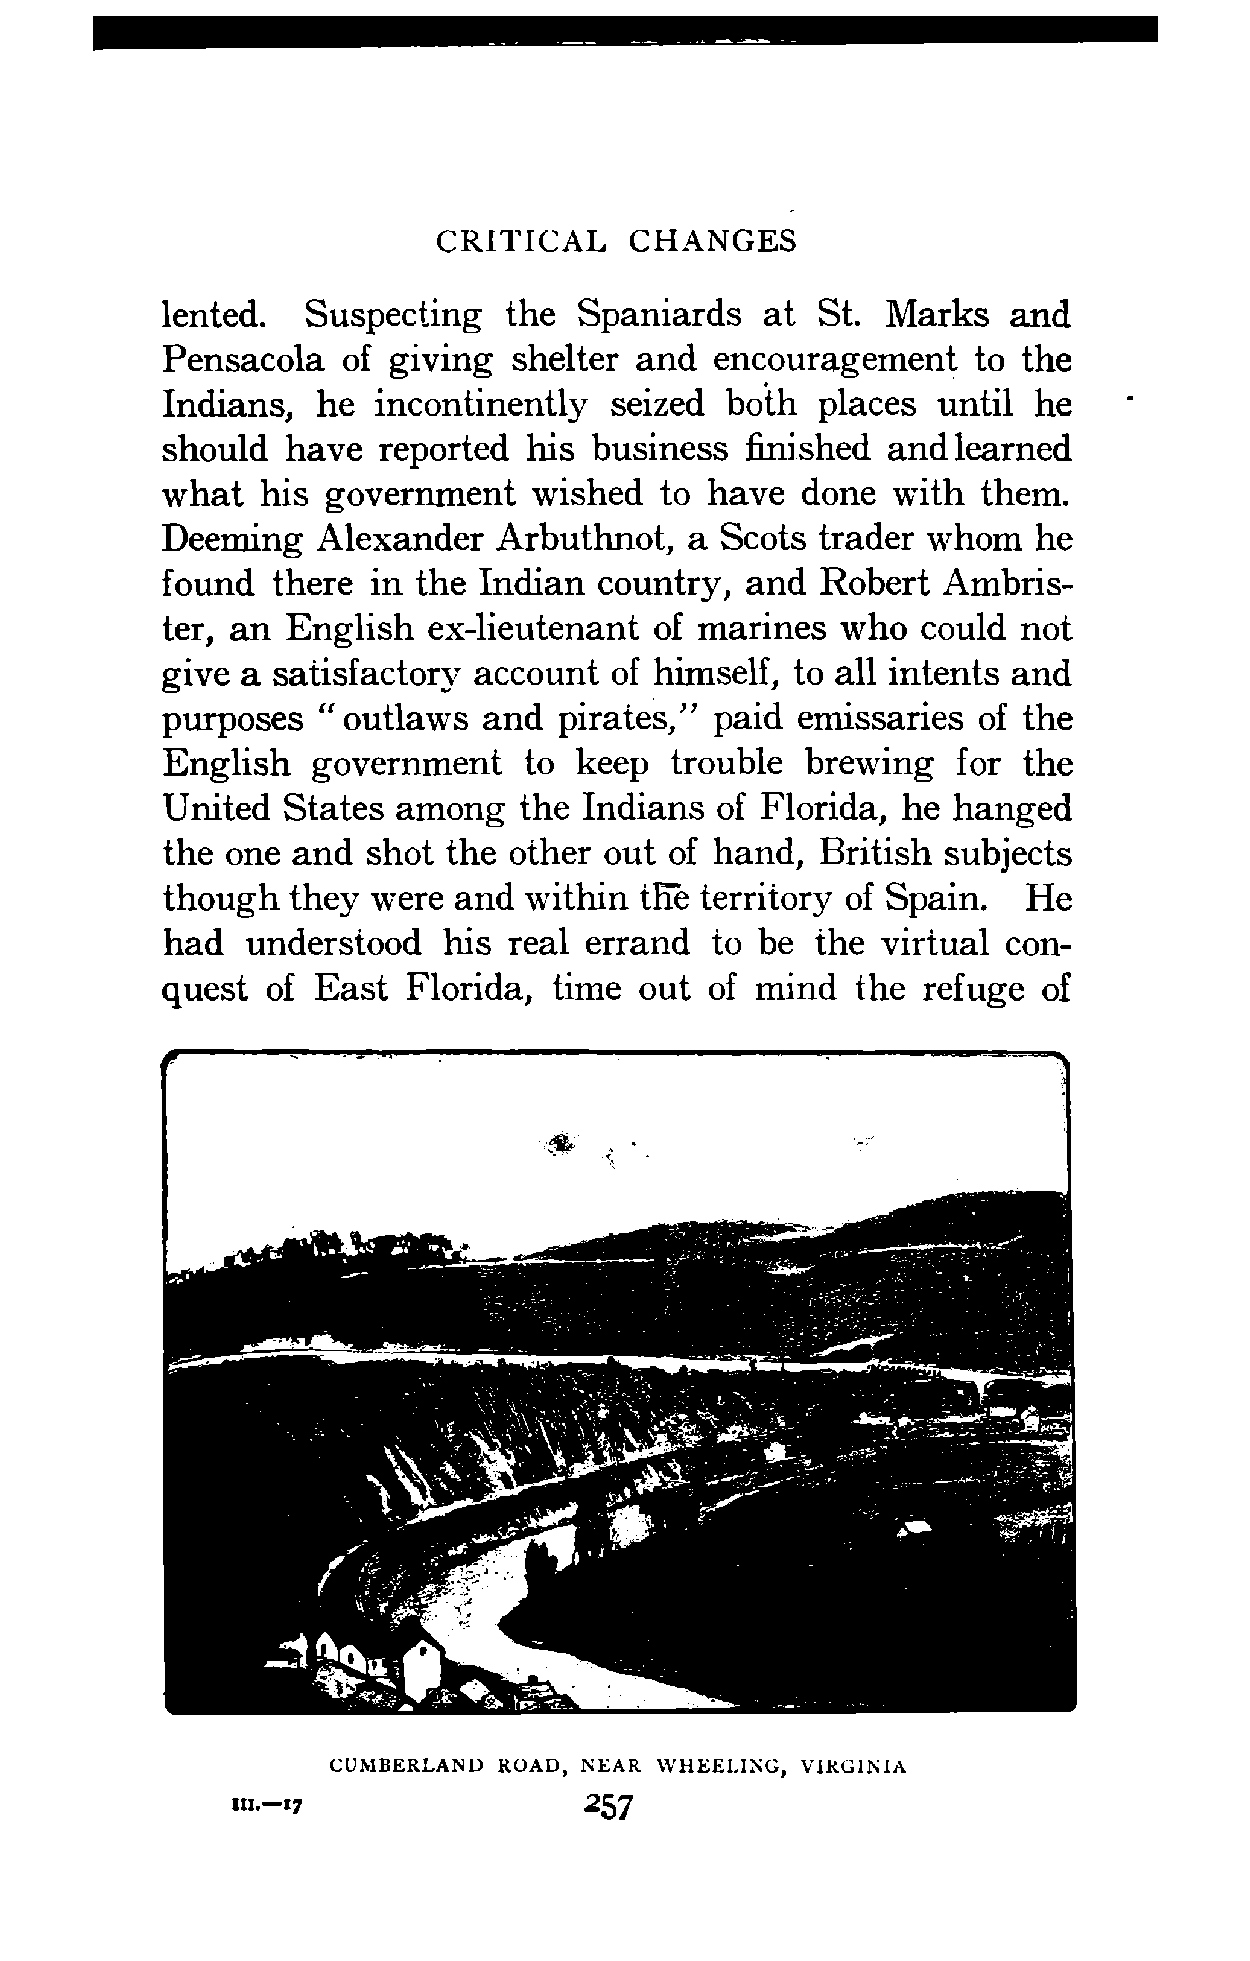 CRITICAL CHANGES
lented. Suspecting the Spaniards at St. Marks and
Pensacola of giving shelter and encouragement to the
Indians, he incontinently seized both places until he
should have reported his business finished and learned
what his government wished to have done with them.
Deeming Alexander Arbuthnot, a Scots trader whom he
found there in the Indian country, and Robert Ambris-
ter, an English ex-lieutenant of marines who could not
give a satisfactory account of himself, to all intents and
purposes "outlaws and pirates," paid emissaries of the
English government to keep trouble brewing for the
United States among the Indians of Florida, he hanged
the one and shot the other out of hand, British subjects
though they were and within the territory of Spain. He
had understood his real errand to be the virtual con-
quest of East Florida, time out of mind the refuge of
CUMBERLAND ROAD, NEAR WHEELING, VIRGINIA
III.—17 257